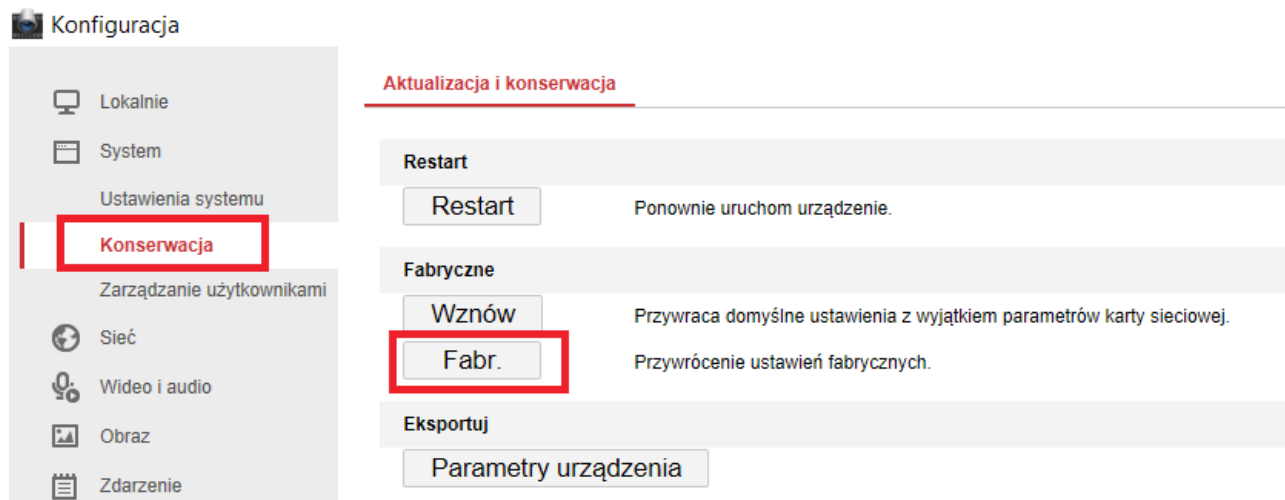 Konfiguracja
Lokalnie
System
Ustawienia systemu
Konserwacja
Zarządzanie użytkownikami
Sieć
Wideo i audio
Obraz
Zdarzenie
Aktualizacja i konserwacja
Restart
Restart Ponownie uruchom urządzenie.
Fabryczne
Wznów Przywraca domyślne ustawienia z wyjątkiem parametrów karty sieciowej.
Fabr. Przywrócenie ustawień fabrycznych.
Eksportuj
Parametry urządzenia